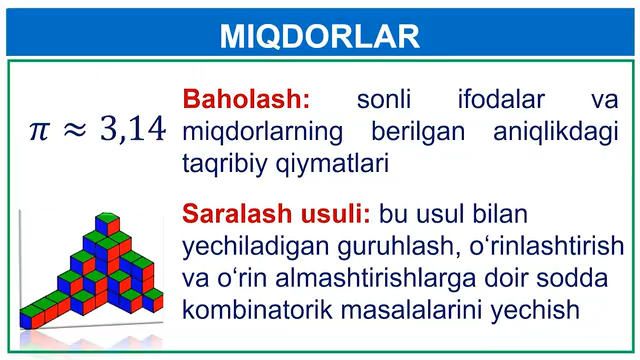 MIQDORLAR
π ≈ 3,14
Baholash: sonli ifodalar va
miqdorlarning berilgan aniqlikdagi
taqribiy qiymatlari
Saralash usuli: bu usul bilan
yechiladigan guruhlash, o‘rinlashtirish
va o‘rin almashtirishlarga doir sodda
kombinatorik masalalarini yechish